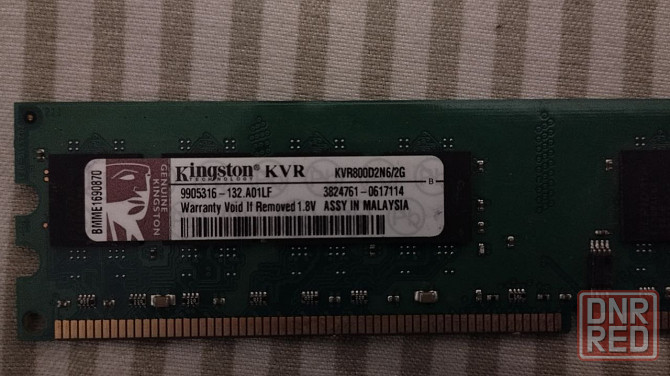 BMME1690870
GENUINE KINGSTON
Kingston® KVR KVR800D2N6/2G
TECHNOLOGY
B
9905316-132.A01LF 3824761-0617114
Warranty Void If Removed 1.8V ASSY IN MALAYSIA
DNR
RED